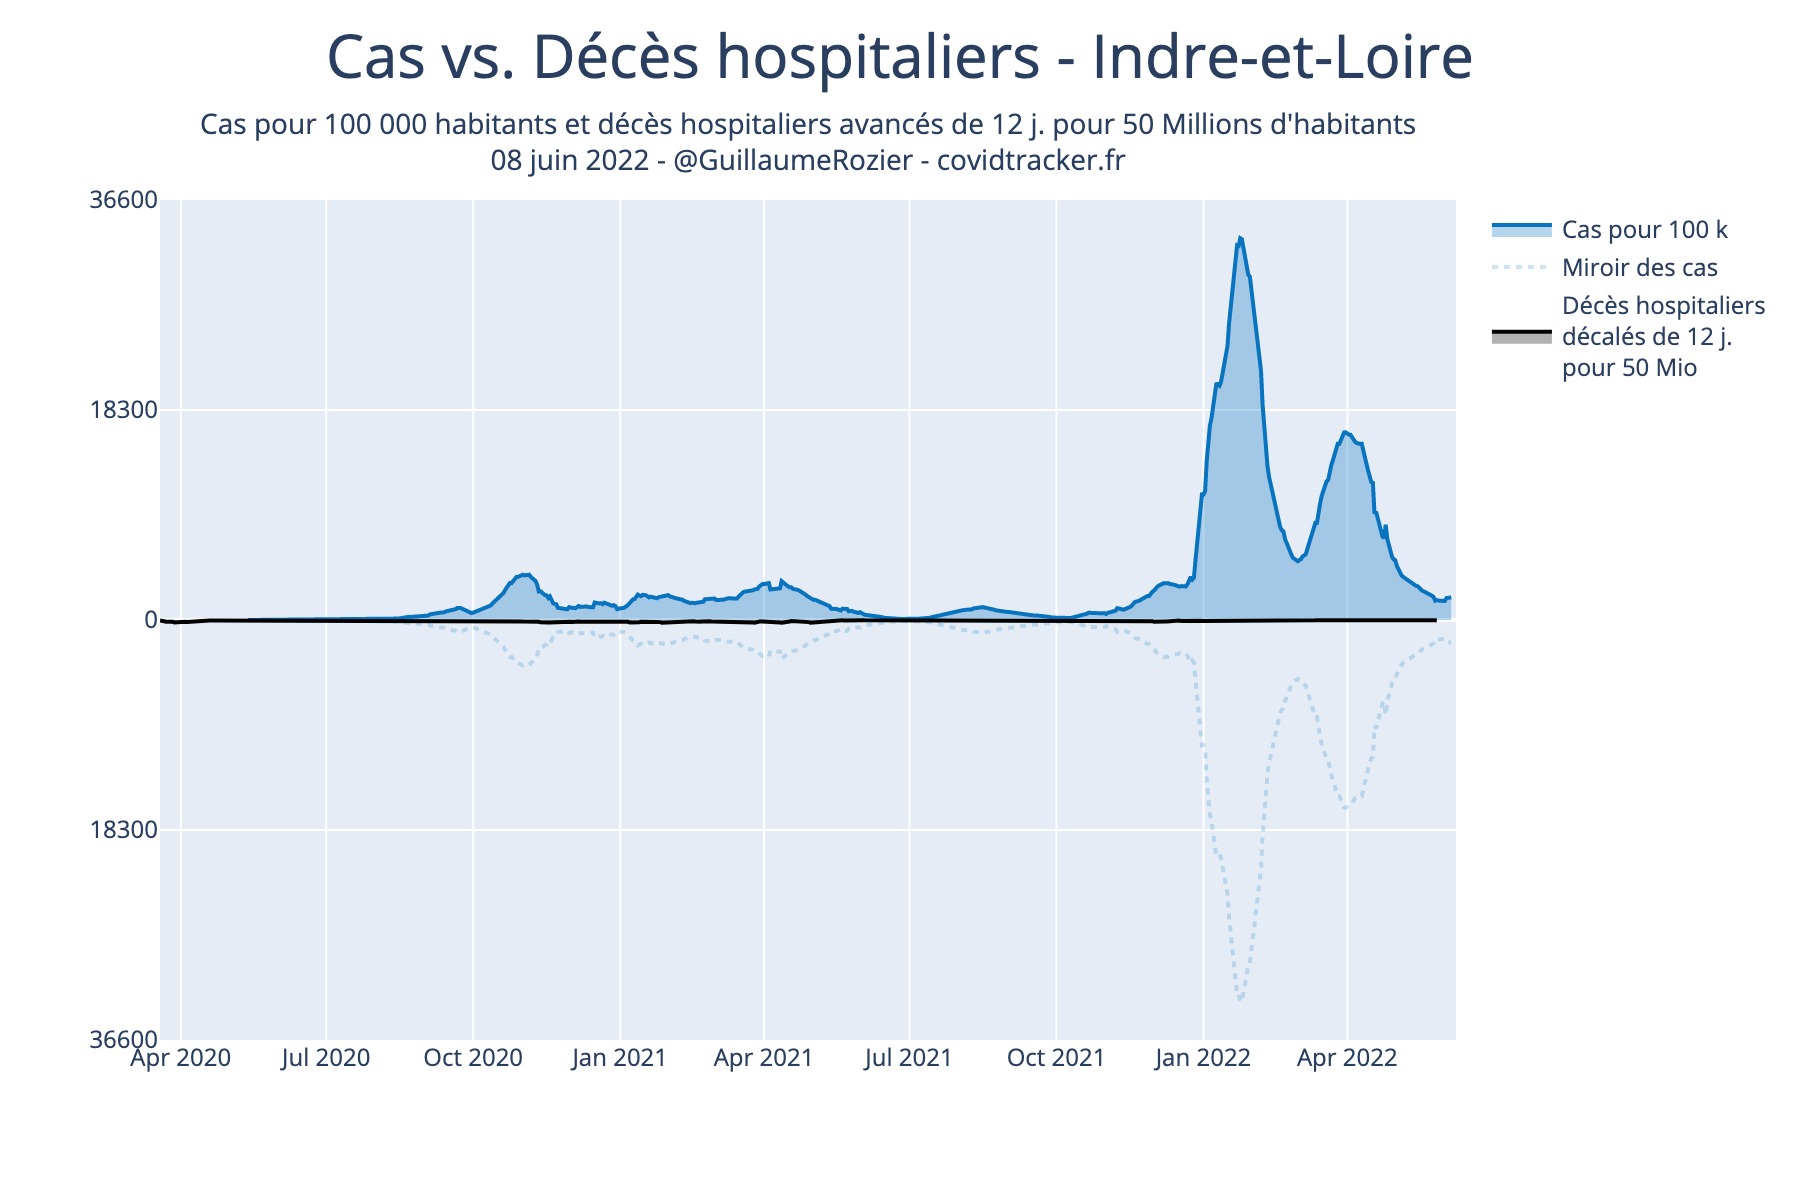 Cas vs. Décès hospitaliers - Indre-et-Loire
Cas pour 100 000 habitants et décès hospitaliers avancés de 12 j. pour 50 Millions d'habitants
08 juin 2022 - @GuillaumeRozier - covidtracker.fr
36600
18300
0
18300
36600
Apr 2020
Jul 2020
Oct 2020
Jan 2021
Apr 2021
Jul 2021
Oct 2021
Jan 2022
Apr 2022
Cas pour 100 k
Miroir des cas
Décès hospitaliers
décalés de 12 j.
pour 50 Mio